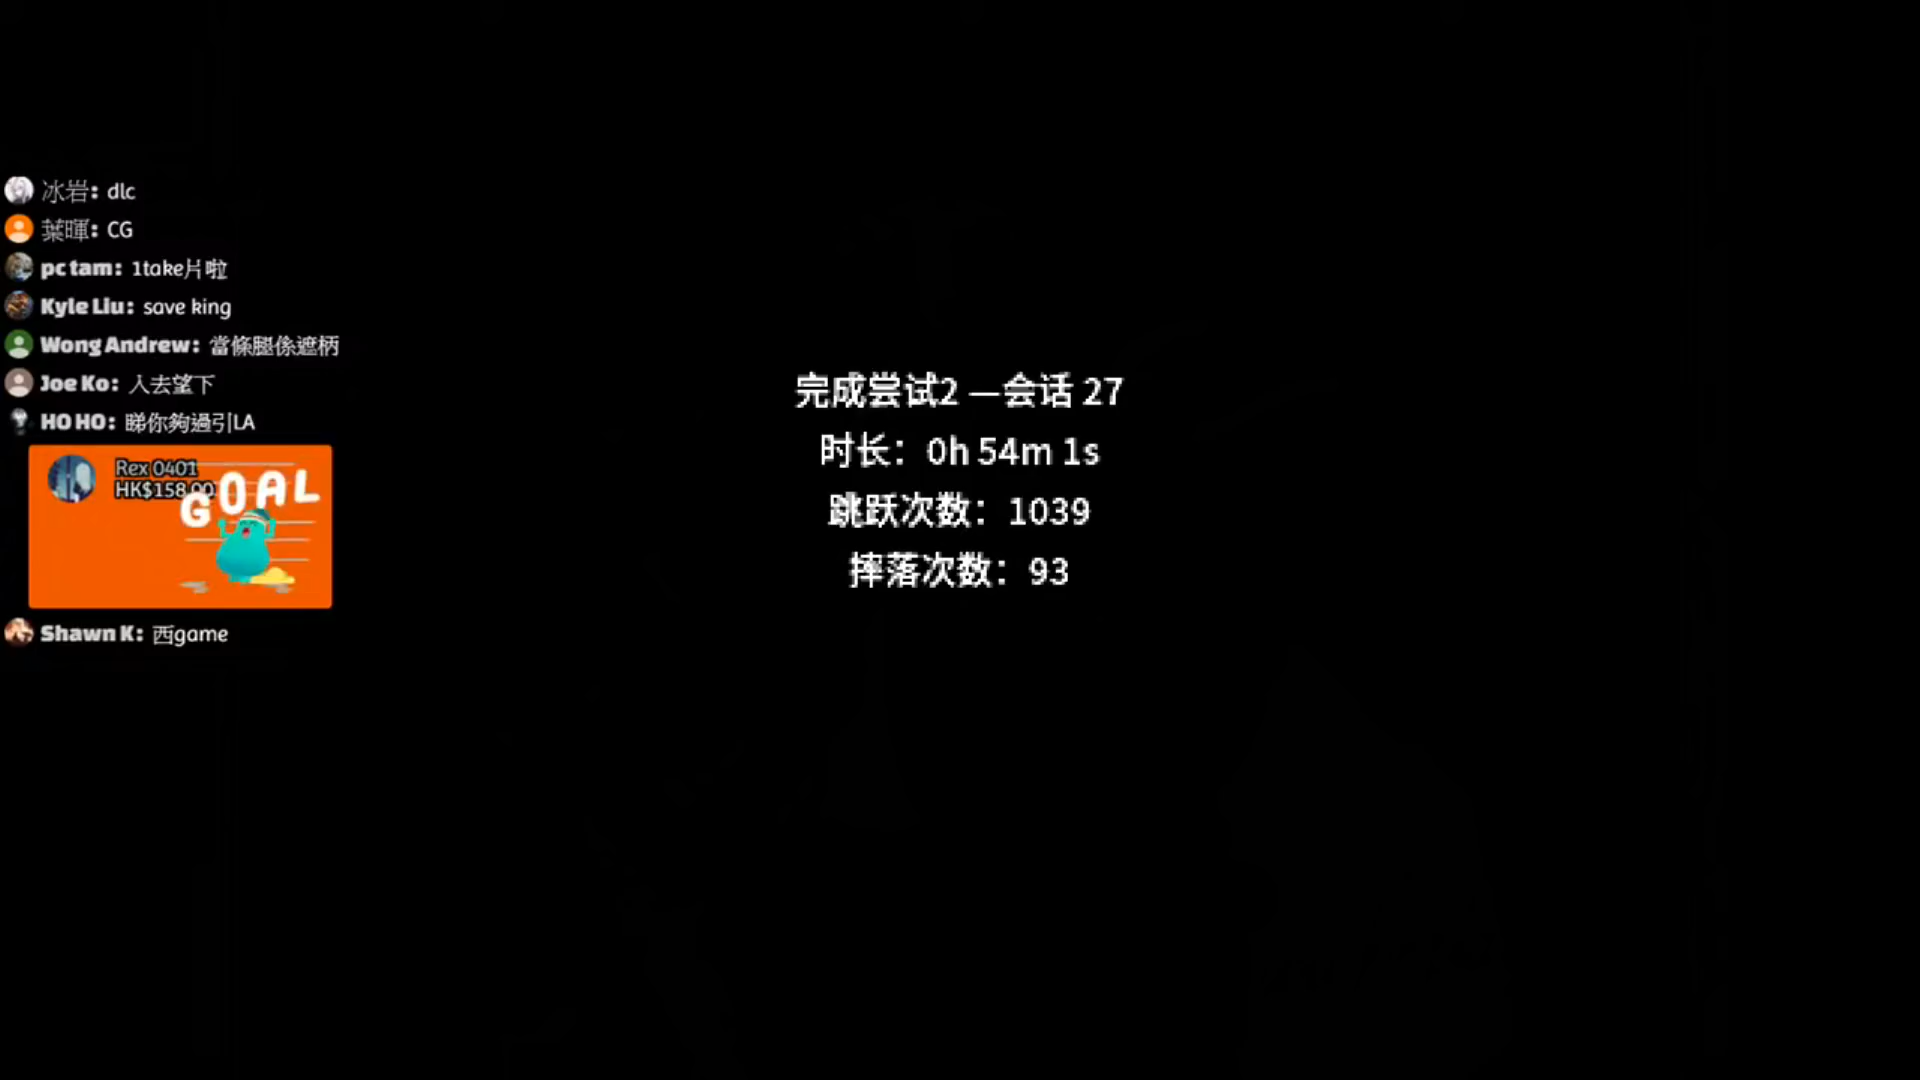 冰岩: dlc
葉暉: CG
pc tam: 1take片啦
Kyle Liu: save king
Wong Andrew: 當條腿係遮柄
Joe Ko: 入去望下
HO HO: 睇你夠過引LA
Rex 0401
HK$158.00
GOAL
Shawn K: 西game
完成尝试2 —会话 27
时长：0h 54m 1s
跳跃次数：1039
摔落次数：93